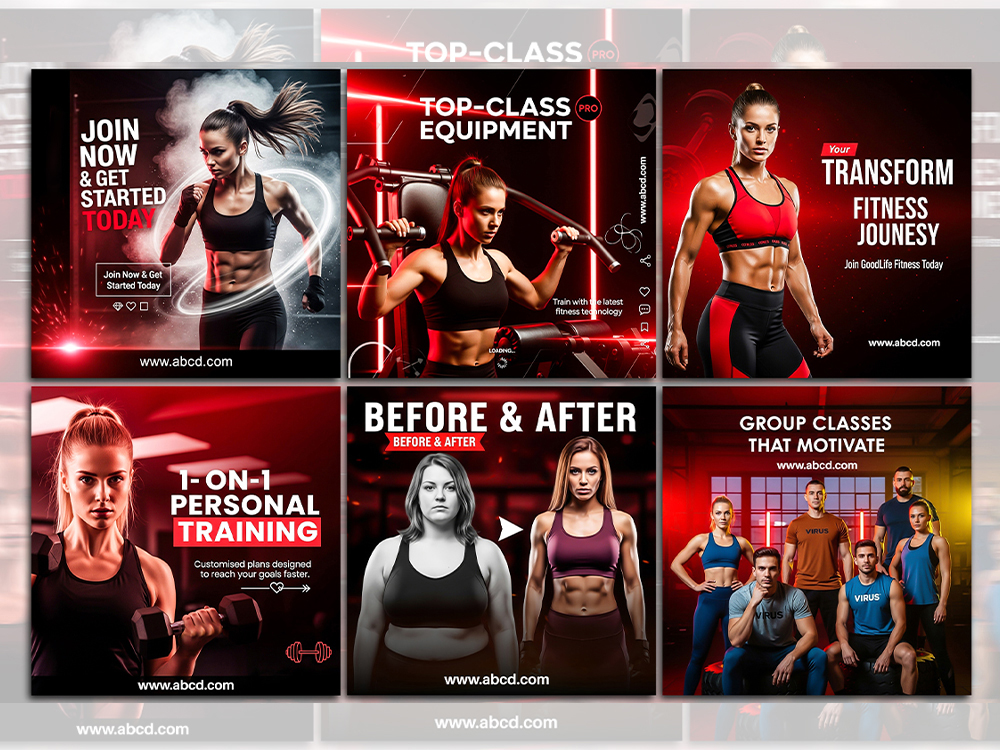 TOP-CLASS
PRO
JOIN
NOW
& GET
STARTED
TODAY
Join Now & Get
Started Today
www.abcd.com
TOP-CLASS
PRO
EQUIPMENT
www.abcd.com
Train with the latest
fitness technology
LOADING...
Your
TRANSFORM
FITNESS
JOUNESY
Join GoodLife Fitness Today
www.abcd.com
1- ON-1
PERSONAL
TRAINING
Customised plans designed
to reach your goals faster.
www.abcd.com
BEFORE & AFTER
BEFORE & AFTER
www.abcd.com
GROUP CLASSES
THAT MOTIVATE
www.abcd.com
VIRUS
VIRUS
VIRUS
www.abcd.com
www.abcd.com